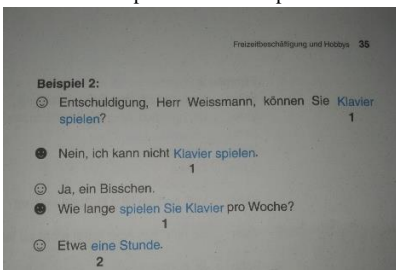 Freizeitbeschäftigung und Hobbys 35
Beispiel 2:
Entschuldigung, Herr Weissmann, können Sie Klavier
spielen?
1
Nein, ich kann nicht Klavier spielen.
1
Ja, ein Bisschen.
Wie lange spielen Sie Klavier pro Woche?
1
Etwa eine Stunde.
2